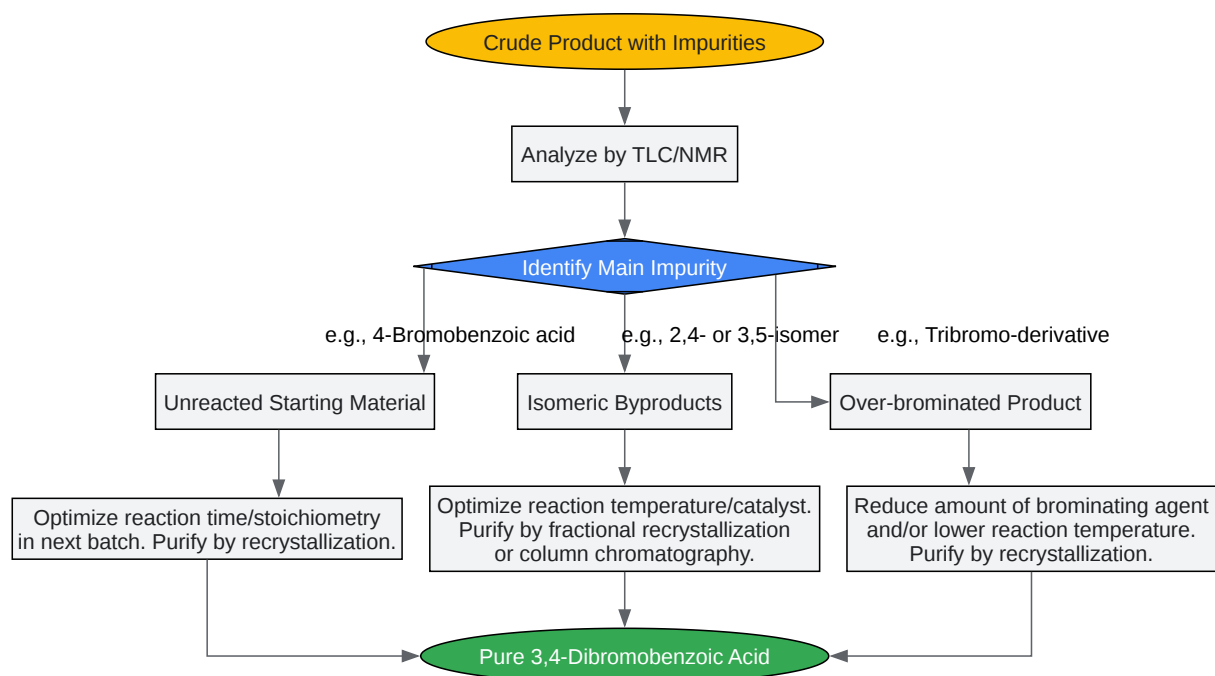 Crude Product with Impurities
Analyze by TLC/NMR
Identify Main Impurity
e.g., 4-Bromobenzoic acid
e.g., 2,4- or 3,5-isomer
e.g., Tribromo-derivative
Unreacted Starting Material
Isomeric Byproducts
Over-brominated Product
Optimize reaction time/stoichiometry
in next batch. Purify by recrystallization.
Optimize reaction temperature/catalyst.
Purify by fractional recrystallization
or column chromatography.
Reduce amount of brominating agent
and/or lower reaction temperature.
Purify by recrystallization.
Pure 3,4-Dibromobenzoic Acid